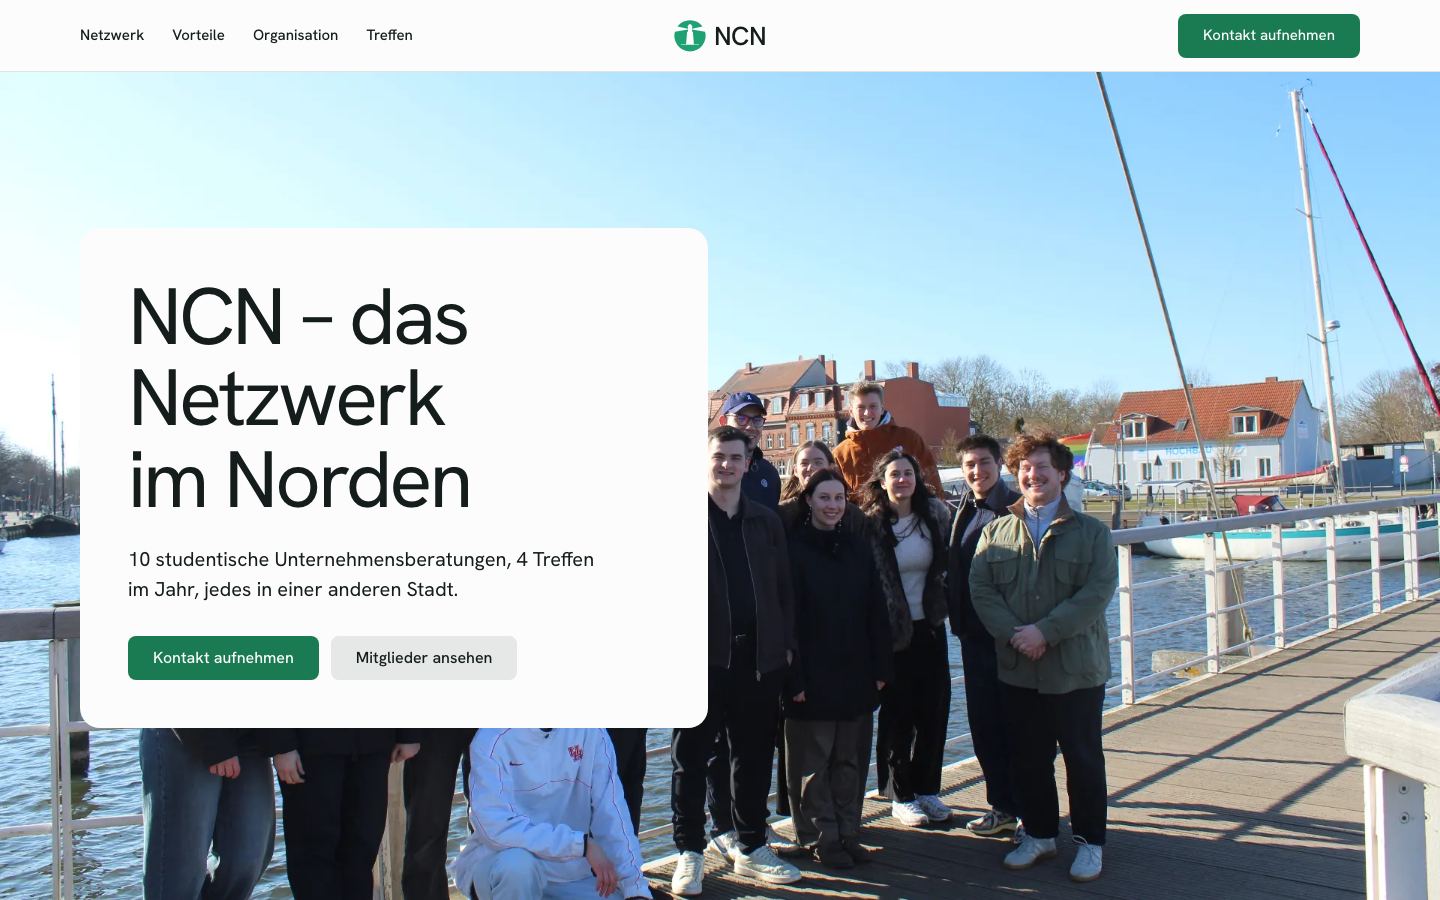 Netzwerk Vorteile Organisation Treffen
NCN
Kontakt aufnehmen
NCN – das
Netzwerk
im Norden
10 studentische Unternehmensberatungen, 4 Treffen
im Jahr, jedes in einer anderen Stadt.
Kontakt aufnehmen
Mitglieder ansehen
HOCHBAU